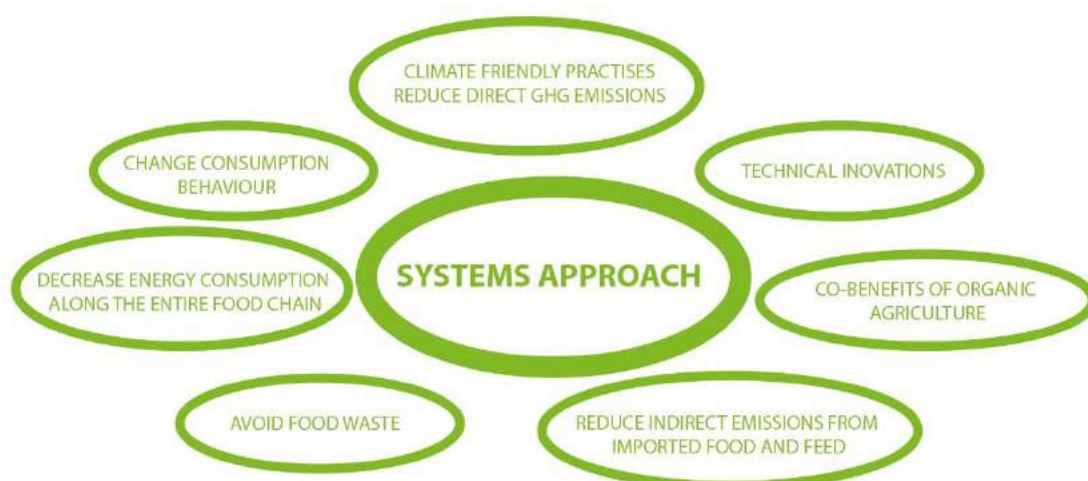 CLIMATE FRIENDLY PRACTISES
REDUCE DIRECT GHG EMISSIONS
CHANGE CONSUMPTION
BEHAVIOUR
TECHNICAL INOVATIONS
SYSTEMS APPROACH
DECREASE ENERGY CONSUMPTION
ALONG THE ENTIRE FOOD CHAIN
CO-BENEFITS OF ORGANIC
AGRICULTURE
AVOID FOOD WASTE
REDUCE INDIRECT EMISSIONS FROM
IMPORTED FOOD AND FEED